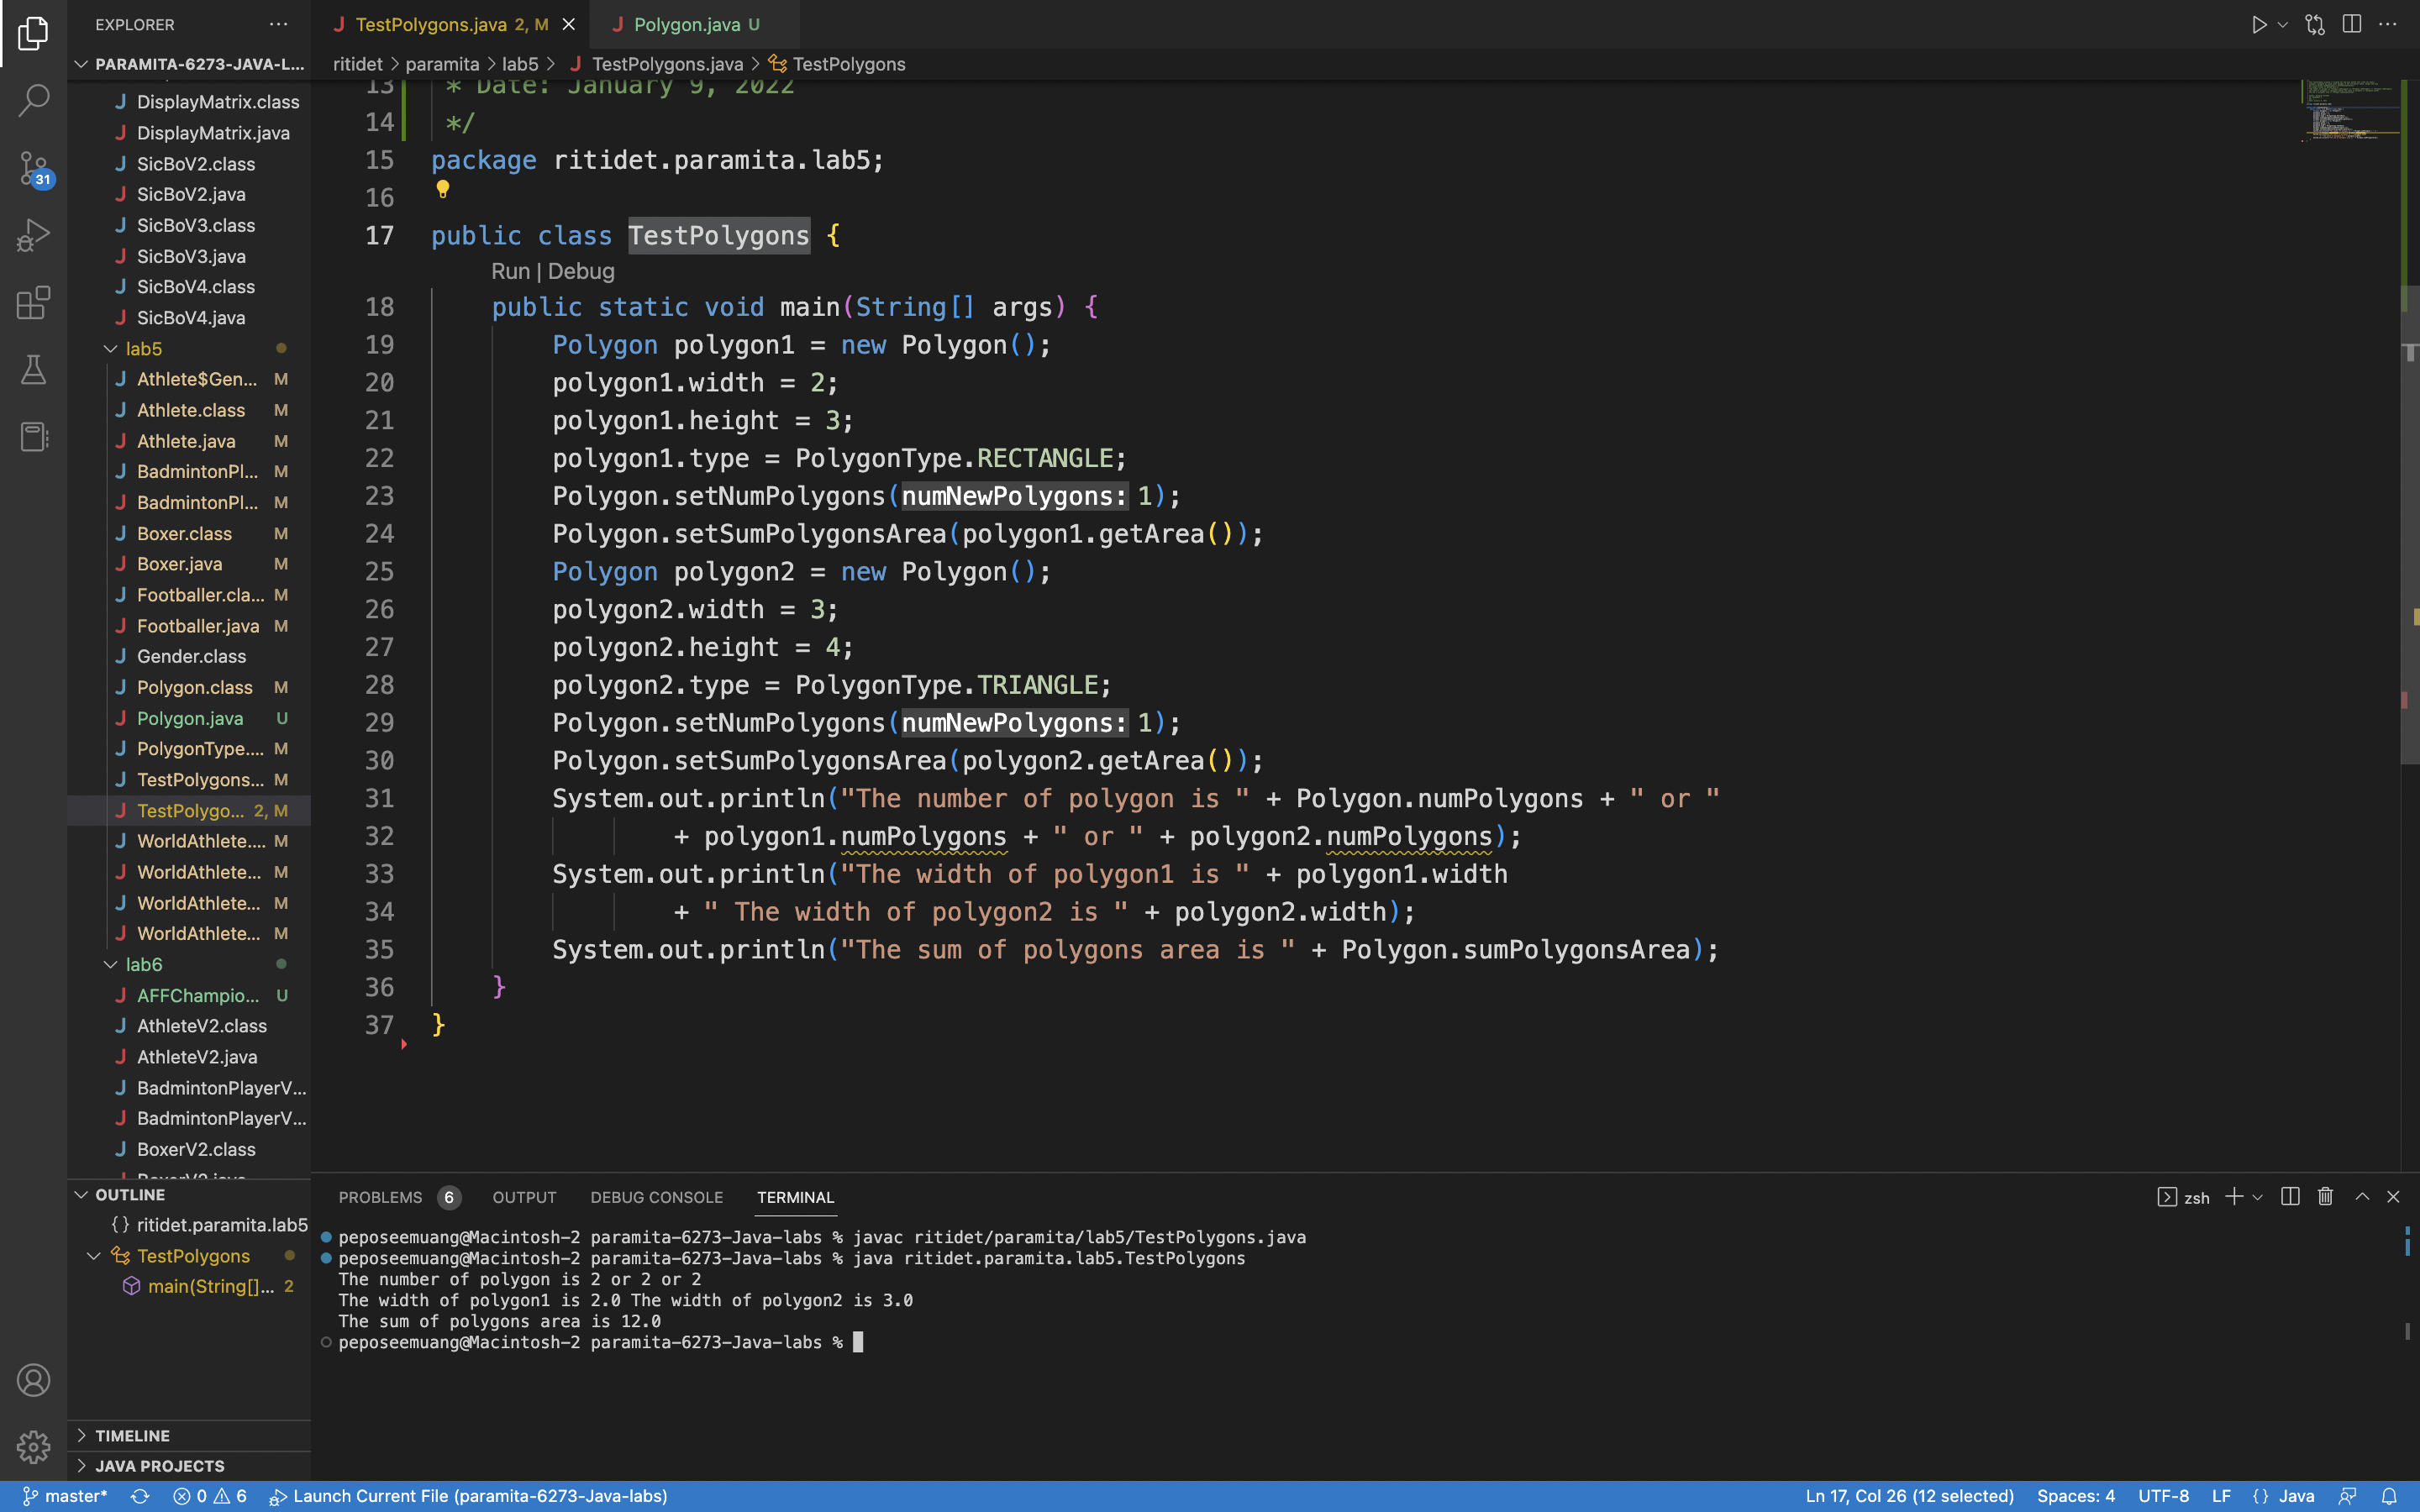 EXPLORER
PARAMITA-6273-JAVA-L...
DisplayMatrix.class
DisplayMatrix.java
SicBoV2.class
SicBoV2.java
SicBoV3.class
SicBoV3.java
SicBoV4.class
SicBoV4.java
lab5
Athlete$Gen... M
Athlete.class M
Athlete.java M
BadmintonPl... M
BadmintonPl... M
Boxer.class M
Boxer.java M
Footballer.cla... M
Footballer.java M
Gender.class
Polygon.class M
Polygon.java U
PolygonType.... M
TestPolygons... M
TestPolygo... 2, M
WorldAthlete.... M
WorldAthlete... M
WorldAthlete... M
WorldAthlete... M
lab6
AFFChampio... U
AthleteV2.class
AthleteV2.java
BadmintonPlayerV...
BadmintonPlayerV...
BoxerV2.class
BoxerV2.java
OUTLINE
{} ritidet.paramita.lab5
TestPolygons
main(String[]... 2
TIMELINE
JAVA PROJECTS
31
TestPolygons.java 2, M
Polygon.java U
ritidet > paramita > lab5 > TestPolygons.java > TestPolygons
13 * Date: January 9, 2022
14 */
15 package ritidet.paramita.lab5;
16
17 public class TestPolygons {
Run | Debug
18 public static void main(String[] args) {
19 Polygon polygon1 = new Polygon();
20 polygon1.width = 2;
21 polygon1.height = 3;
22 polygon1.type = PolygonType.RECTANGLE;
23 Polygon.setNumPolygons(numNewPolygons: 1);
24 Polygon.setSumPolygonsArea(polygon1.getArea());
25 Polygon polygon2 = new Polygon();
26 polygon2.width = 3;
27 polygon2.height = 4;
28 polygon2.type = PolygonType.TRIANGLE;
29 Polygon.setNumPolygons(numNewPolygons: 1);
30 Polygon.setSumPolygonsArea(polygon2.getArea());
31 System.out.println("The number of polygon is " + Polygon.numPolygons + " or "
32 + polygon1.numPolygons + " or " + polygon2.numPolygons);
33 System.out.println("The width of polygon1 is " + polygon1.width
34 + " The width of polygon2 is " + polygon2.width);
35 System.out.println("The sum of polygons area is " + Polygon.sumPolygonsArea);
36 }
37 }
PROBLEMS 6 OUTPUT DEBUG CONSOLE TERMINAL
zsh
peposeemuang@Macintosh-2 paramita-6273-Java-labs % javac ritidet/paramita/lab5/TestPolygons.java
peposeemuang@Macintosh-2 paramita-6273-Java-labs % java ritidet.paramita.lab5.TestPolygons
The number of polygon is 2 or 2 or 2
The width of polygon1 is 2.0 The width of polygon2 is 3.0
The sum of polygons area is 12.0
peposeemuang@Macintosh-2 paramita-6273-Java-labs %
master* 0 6 Launch Current File (paramita-6273-Java-labs)
Ln 17, Col 26 (12 selected) Spaces: 4 UTF-8 LF {} Java